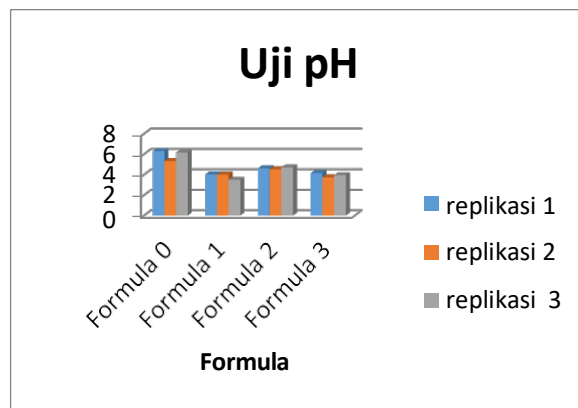 Uji pH
8
6
4
2
0
Formula 0
Formula 1
Formula 2
Formula 3
Formula
replikasi 1
replikasi 2
replikasi  3